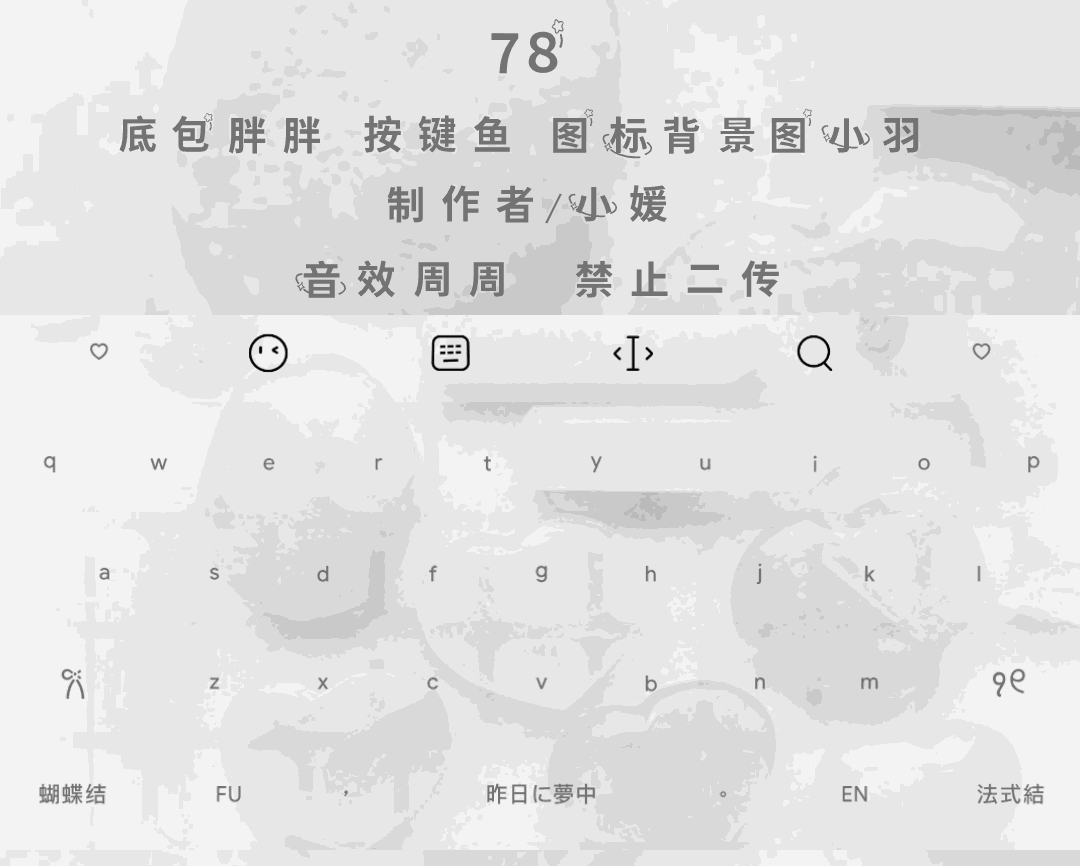 78
底包胖胖 按键鱼 图标背景图小羽
制作者/小媛
音效周周 禁止二传
q w e r t y u i o p
a s d f g h j k l
z x c v b n m
蝴蝶结 FU , 昨日に夢中 。 EN 法式結